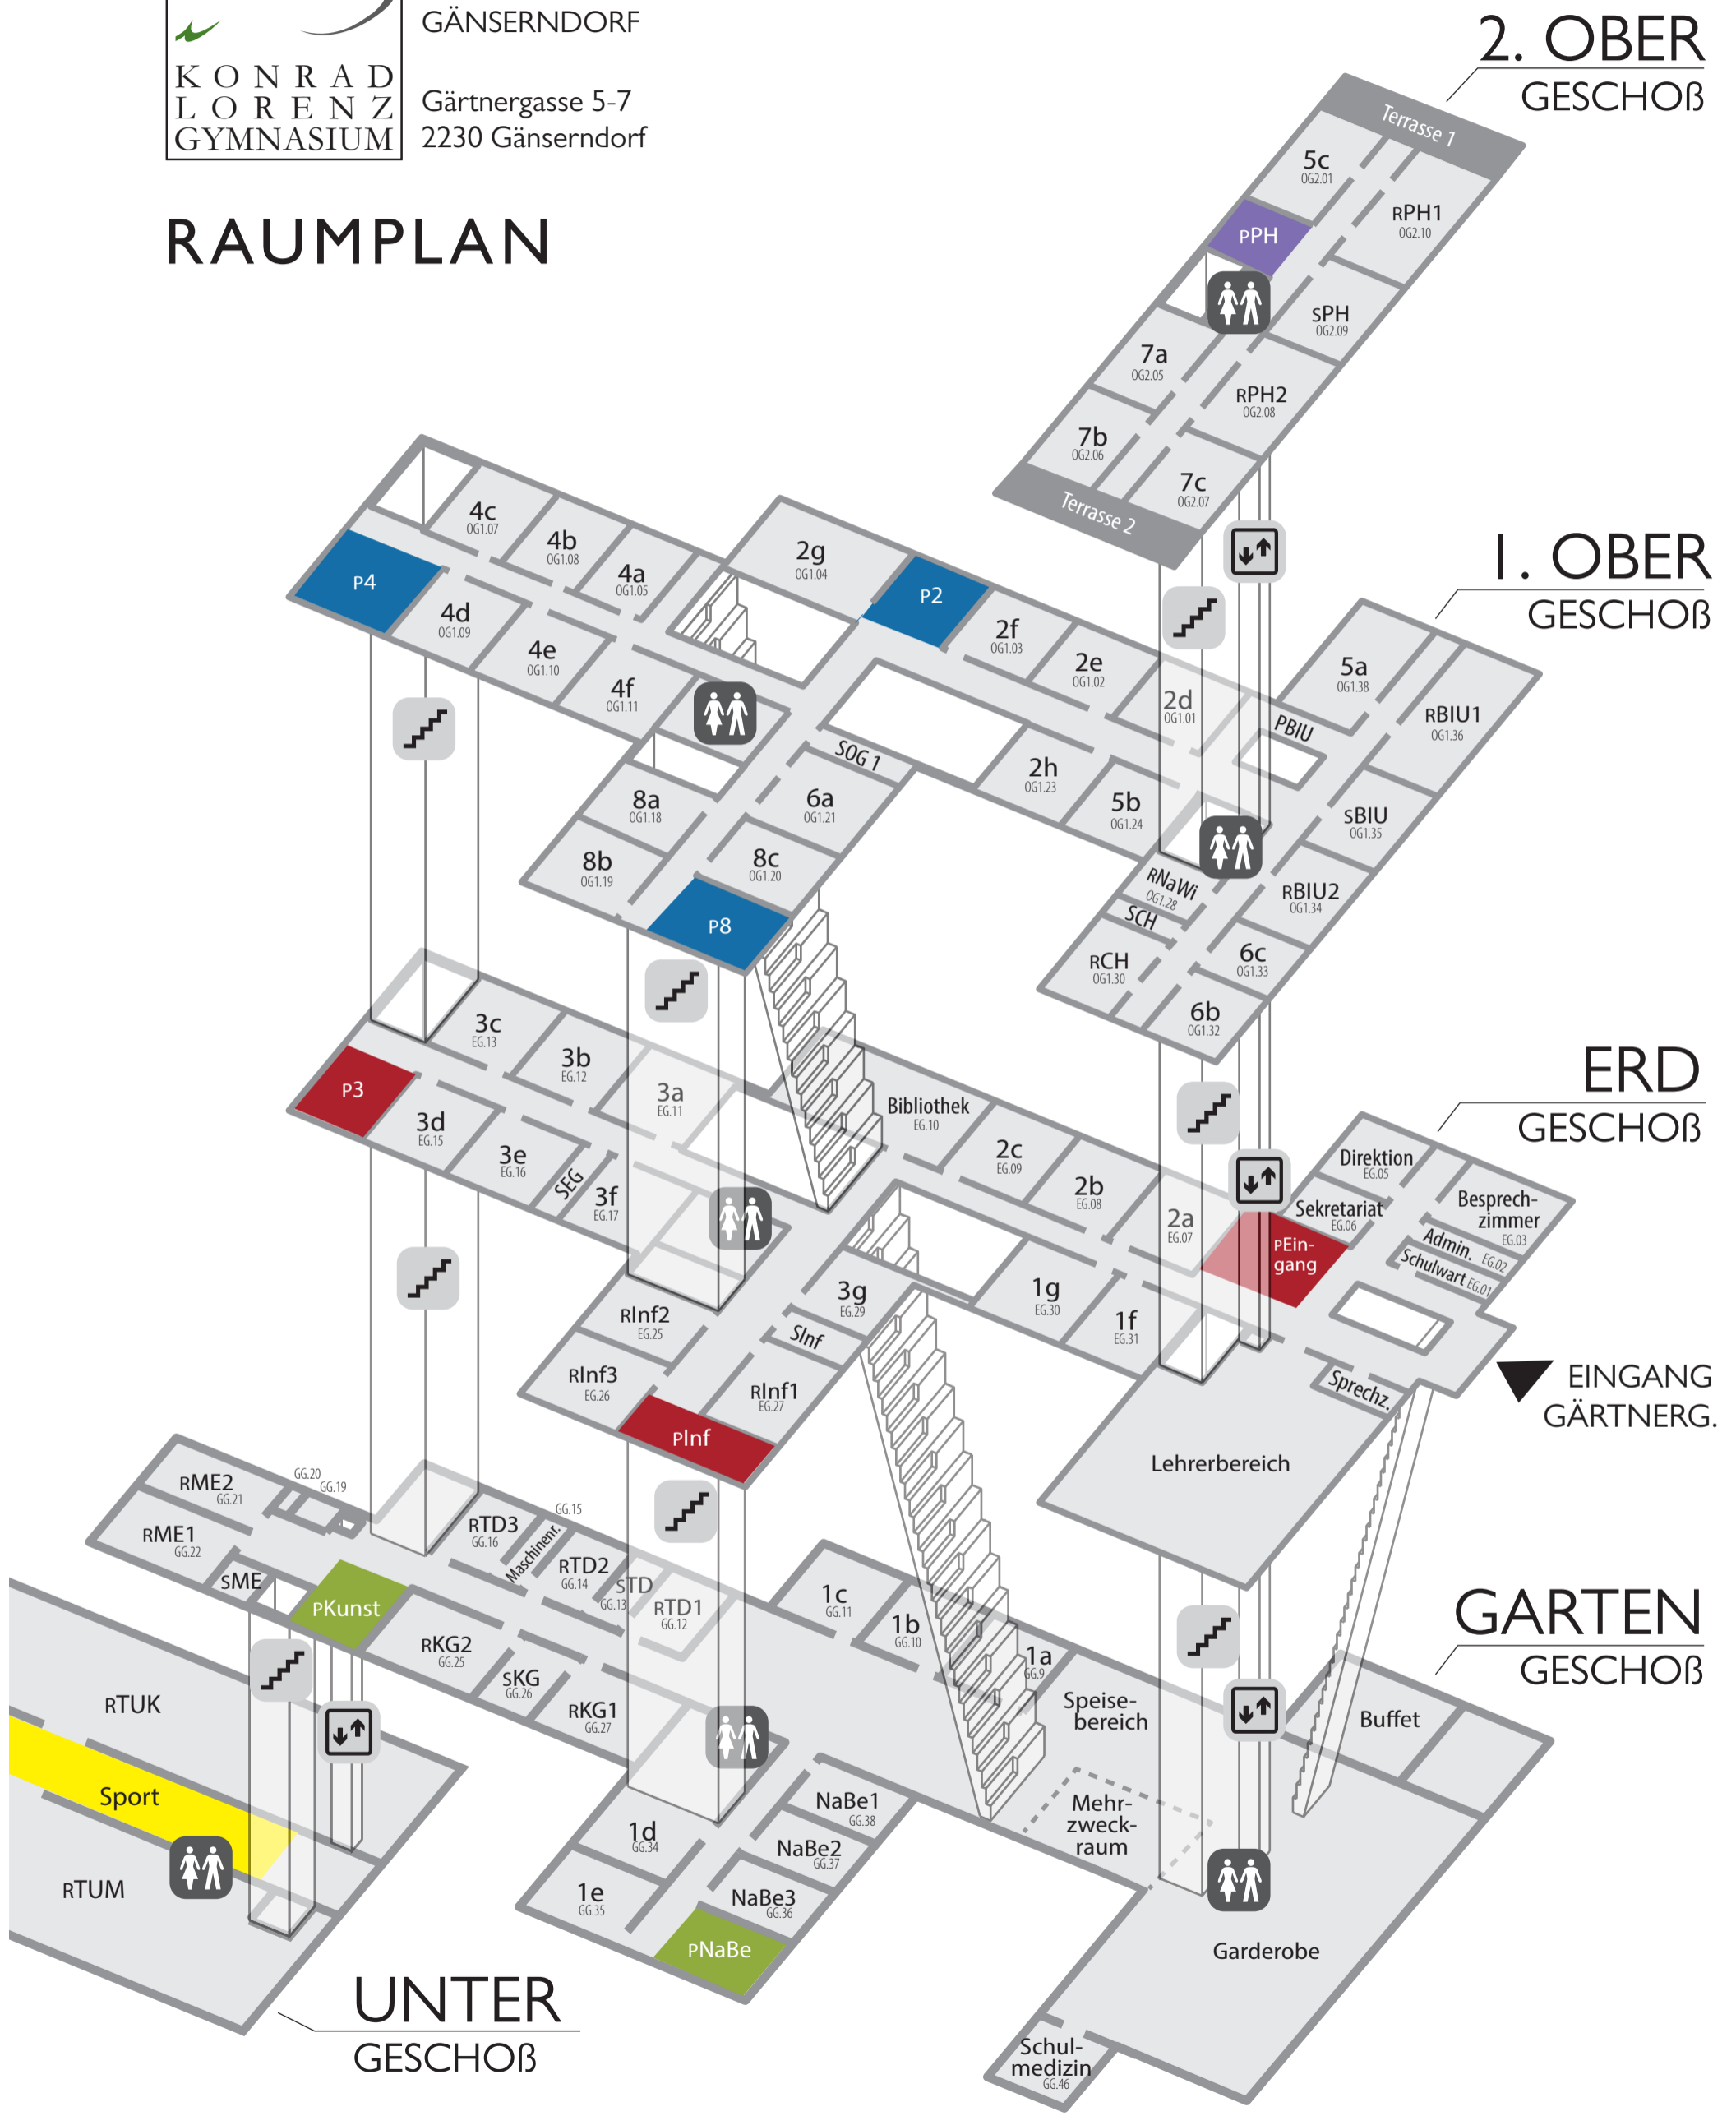 GÄNSERNDORF
KONRAD
LORENZ
GYMNASIUM
Gärtnergasse 5-7
2230 Gänserndorf
RAUMPLAN
2. OBER
GESCHOß
Terrasse 1
5c
OG2.01
RPH1
OG2.10
PPH
SPH
OG2.09
7a
OG2.05
RPH2
OG2.08
7b
OG2.06
7c
OG2.07
Terrasse 2
1. OBER
GESCHOß
4c
OG1.07
4b
OG1.08
4a
OG1.05
2g
OG1.04
P4
4d
OG1.09
4e
OG1.10
4f
OG1.11
P2
2f
OG1.03
2e
OG1.02
2d
OG1.01
PBIU
5a
OG1.38
RBIU1
OG1.36
SOG 1
2h
OG1.23
5b
OG1.24
SBIU
OG1.35
8a
OG1.18
6a
OG1.21
8b
OG1.19
8c
OG1.20
P8
RNaWi
OG1.28
SCH
RBIU2
OG1.34
RCH
OG1.30
6c
OG1.33
6b
OG1.32
ERD
GESCHOß
3c
EG.13
3b
EG.12
3a
EG.11
P3
3d
EG.15
3e
EG.16
SEG
3f
EG.17
Bibliothek
EG.10
2c
EG.09
2b
EG.08
2a
EG.07
Direktion
EG.05
Sekretariat
EG.06
Besprech-
zimmer
EG.03
Admin. EG.02
Schulwart EG.01
PEin-
gang
RInf2
EG.25
3g
EG.29
SInf
1g
EG.30
1f
EG.31
RInf3
EG.26
RInf1
EG.27
PInf
Sprechz.
Lehrerbereich
EINGANG
GÄRTNERG.
GARTEN
GESCHOß
RME2
GG.21
GG.20
GG.19
RME1
GG.22
SME
PKunst
RTD3
GG.16
Maschinenr.
GG.15
RTD2
GG.14
STD
GG.13
RTD1
GG.12
RKG2
GG.25
SKG
GG.26
RKG1
GG.27
1c
GG.11
1b
GG.10
1a
GG.9
Speise-
bereich
Buffet
Mehr-
zweck-
raum
1d
GG.34
1e
GG.35
NaBe1
GG.38
NaBe2
GG.37
NaBe3
GG.36
PNaBe
Garderobe
Schul-
medizin
GG.46
RTUK
Sport
RTUM
UNTER
GESCHOß